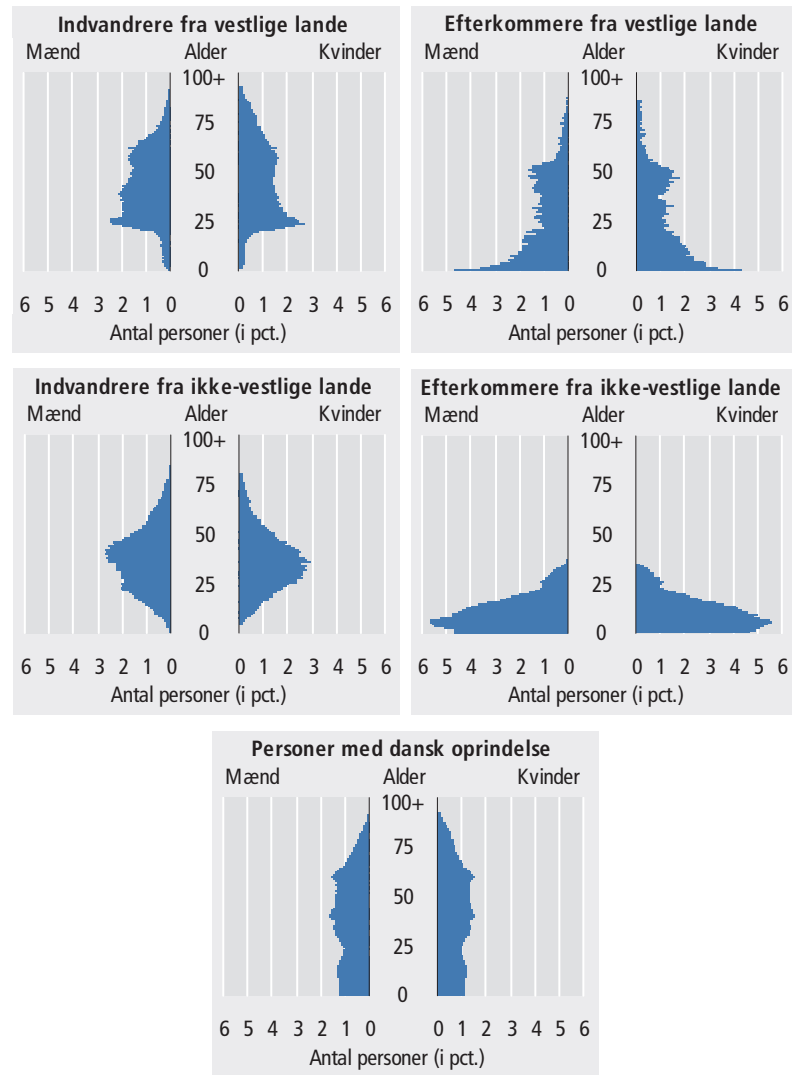 Indvandrere fra vestlige lande
Mænd Alder Kvinder
100+
75
50
25
0
6 5 4 3 2 1 0 0 1 2 3 4 5 6
Antal personer (i pct.)
Efterkommere fra vestlige lande
Mænd Alder Kvinder
100+
75
50
25
0
6 5 4 3 2 1 0 0 1 2 3 4 5 6
Antal personer (i pct.)
Indvandrere fra ikke-vestlige lande
Mænd Alder Kvinder
100+
75
50
25
0
6 5 4 3 2 1 0 0 1 2 3 4 5 6
Antal personer (i pct.)
Efterkommere fra ikke-vestlige lande
Mænd Alder Kvinder
100+
75
50
25
0
6 5 4 3 2 1 0 0 1 2 3 4 5 6
Antal personer (i pct.)
Personer med dansk oprindelse
Mænd Alder Kvinder
100+
75
50
25
0
6 5 4 3 2 1 0 0 1 2 3 4 5 6
Antal personer (i pct.)